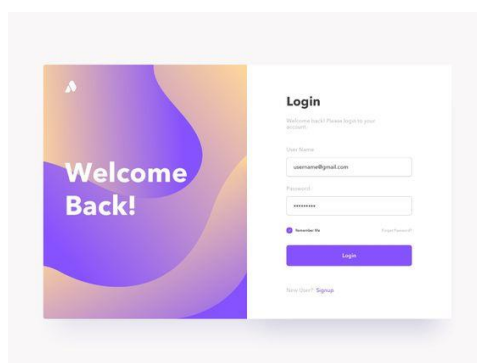 Welcome
Back!
Login
Welcome back! Please login to your
account.
User Name
username@gmail.com
Password
•••••••••
Remember Me
Forgot Password?
Login
New User? Signup